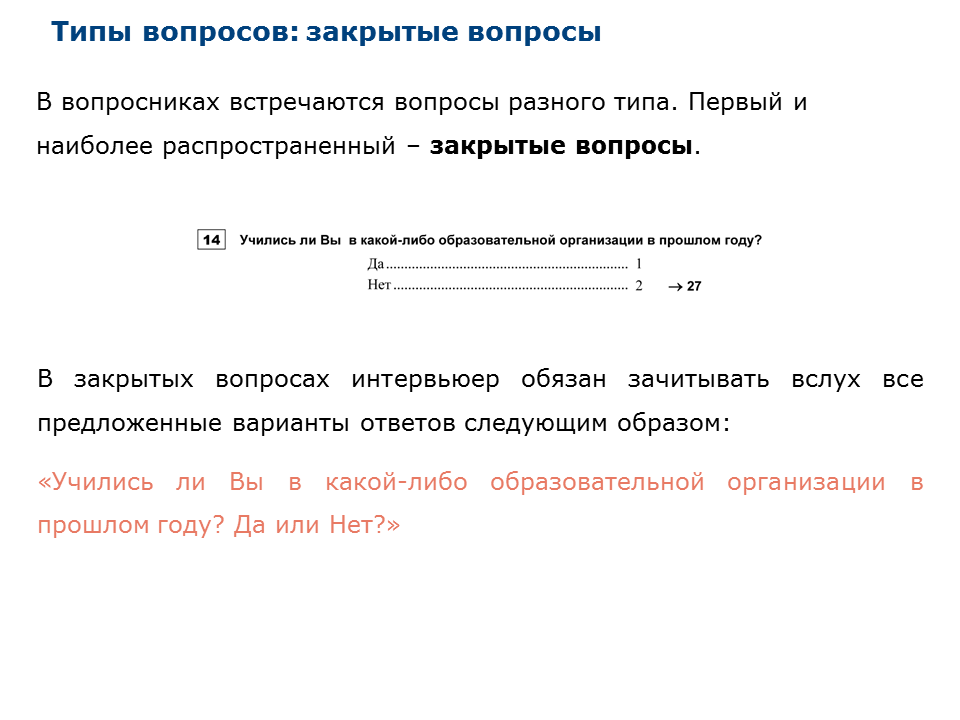 Типы вопросов: закрытые вопросы
В вопросниках встречаются вопросы разного типа. Первый и
наиболее распространенный – закрытые вопросы.
14 Учились ли Вы в какой-либо образовательной организации в прошлом году?
Да.................................................................... 1
Нет.................................................................. 2 → 27
В закрытых вопросах интервьюер обязан зачитывать вслух все
предложенные варианты ответов следующим образом:
«Учились ли Вы в какой-либо образовательной организации в
прошлом году? Да или Нет?»